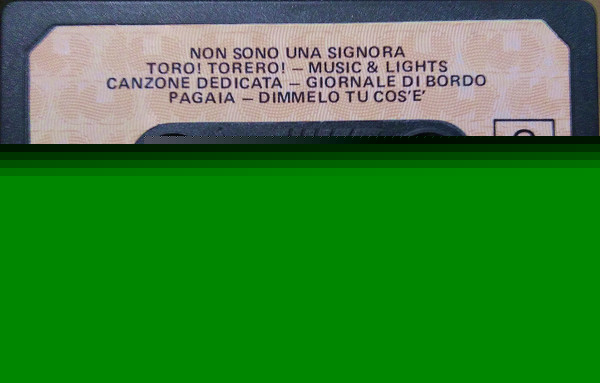 NON SONO UNA SIGNORA
TORO! TORERO! – MUSIC & LIGHTS
CANZONE DEDICATA – GIORNALE DI BORDO
PAGAIA – DIMMELO TU COS'E'